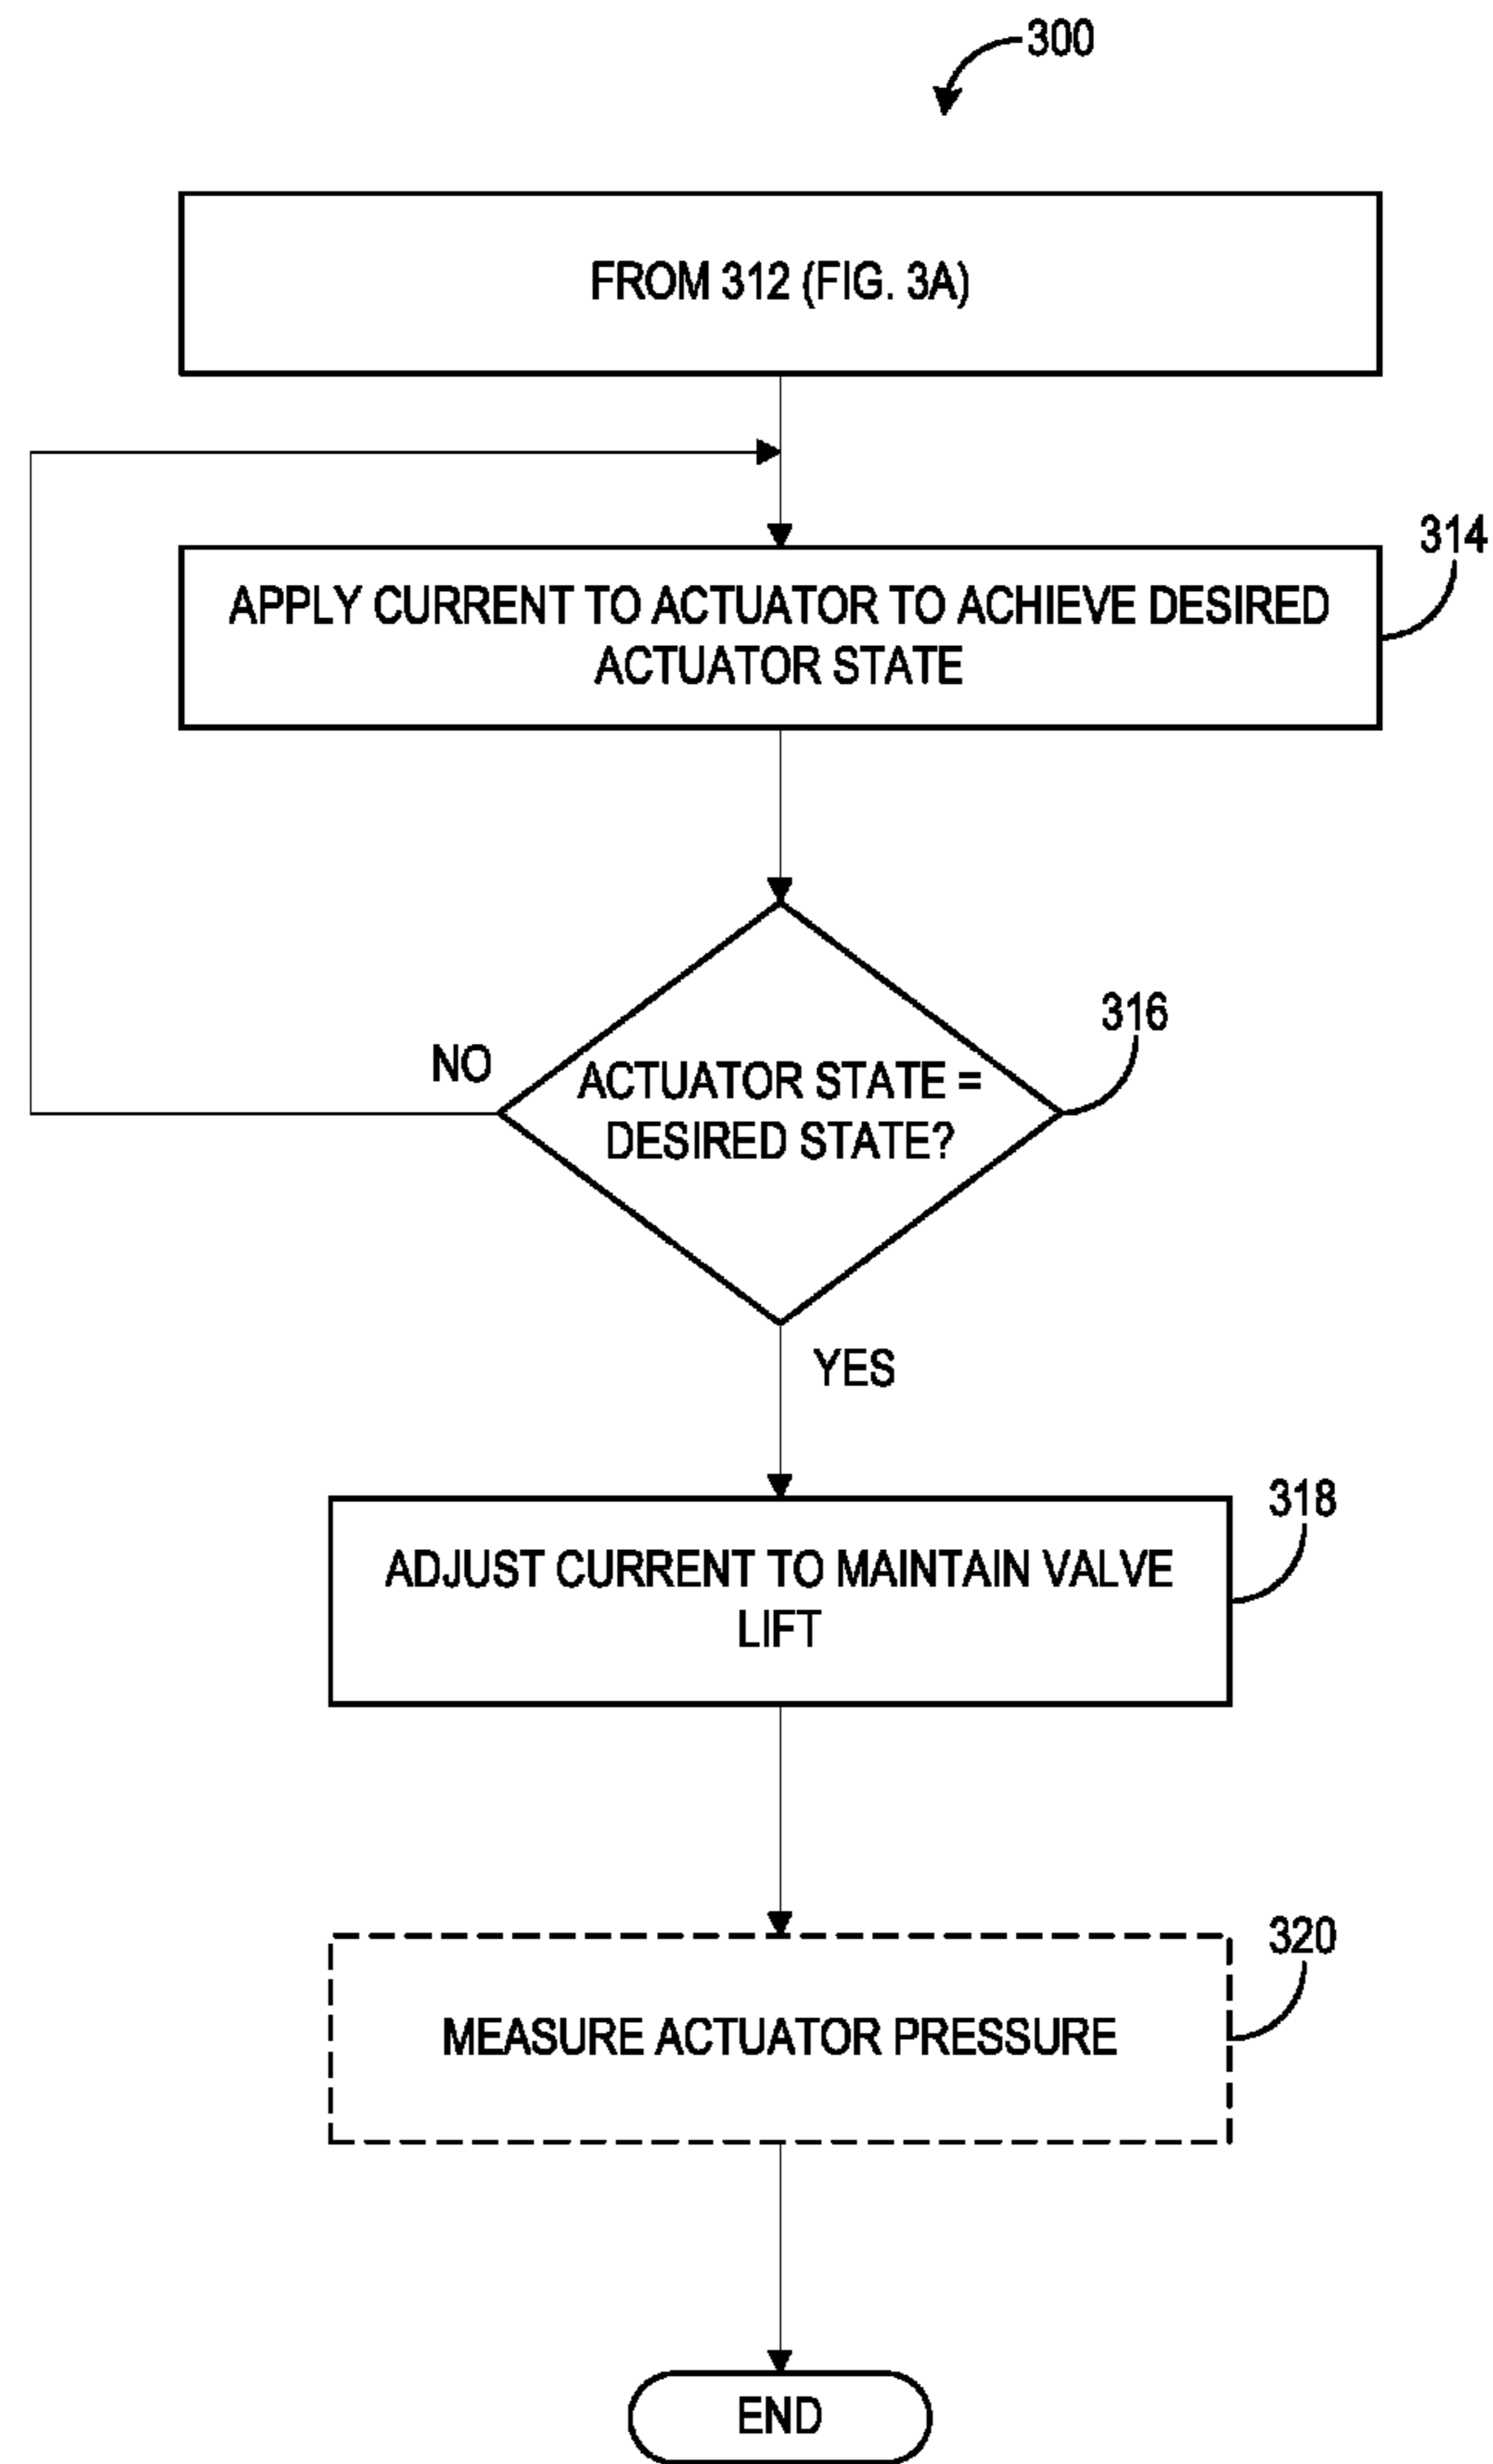 300
FROM 312 (FIG. 3A)
314
APPLY CURRENT TO ACTUATOR TO ACHIEVE DESIRED
ACTUATOR STATE
316
NO
ACTUATOR STATE =
DESIRED STATE?
YES
318
ADJUST CURRENT TO MAINTAIN VALVE
LIFT
320
MEASURE ACTUATOR PRESSURE
END